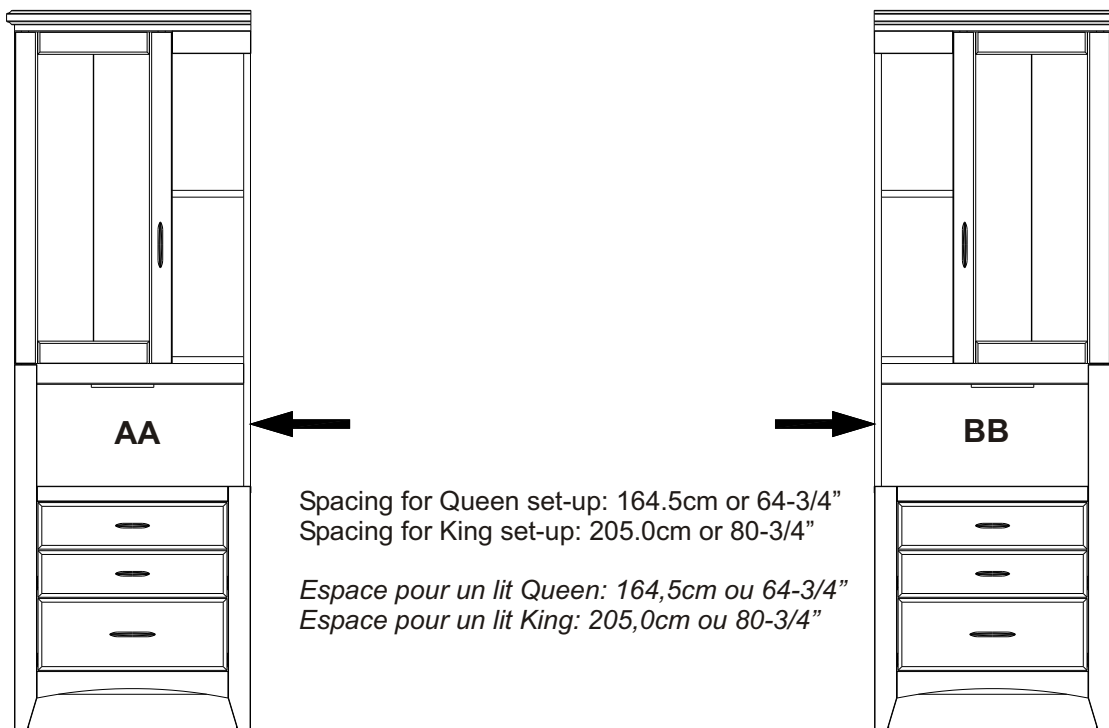 AA
BB
Spacing for Queen set-up: 164.5cm or 64-3/4”
Spacing for King set-up: 205.0cm or 80-3/4”
Espace pour un lit Queen: 164,5cm ou 64-3/4”
Espace pour un lit King: 205,0cm ou 80-3/4”